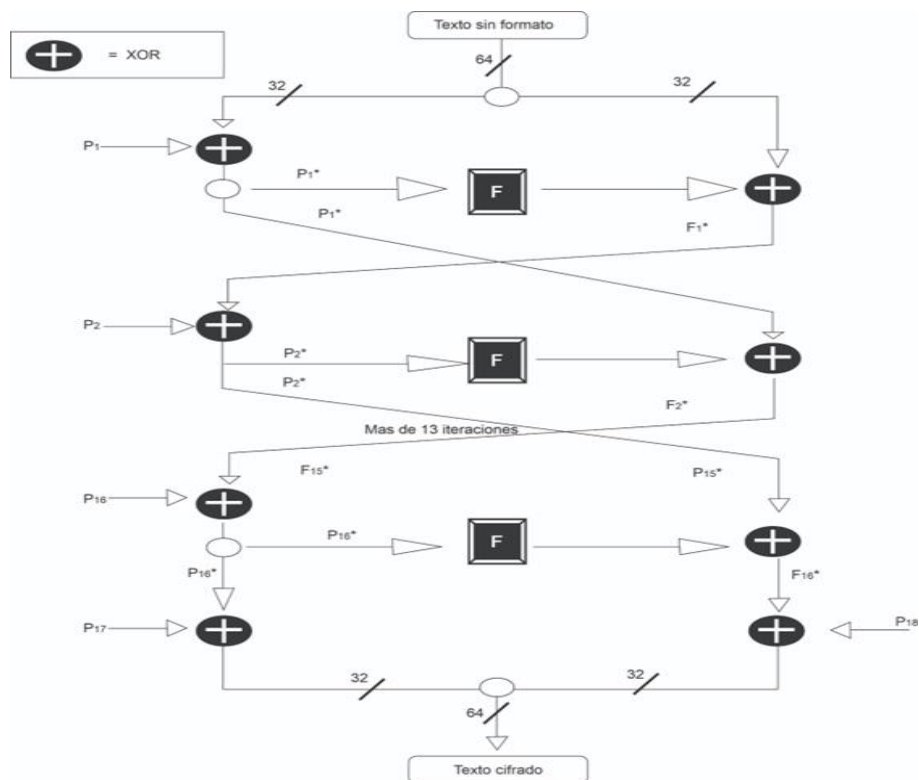 Texto sin formato
= XOR
64
32
32
P1
P1*
F
P1*
F1*
P2
P2*
F
P2*
F2*
Mas de 13 iteraciones
F15*
P15*
P16
P16*
F
P16*
F16*
P17
P18
32
32
64
Texto cifrado